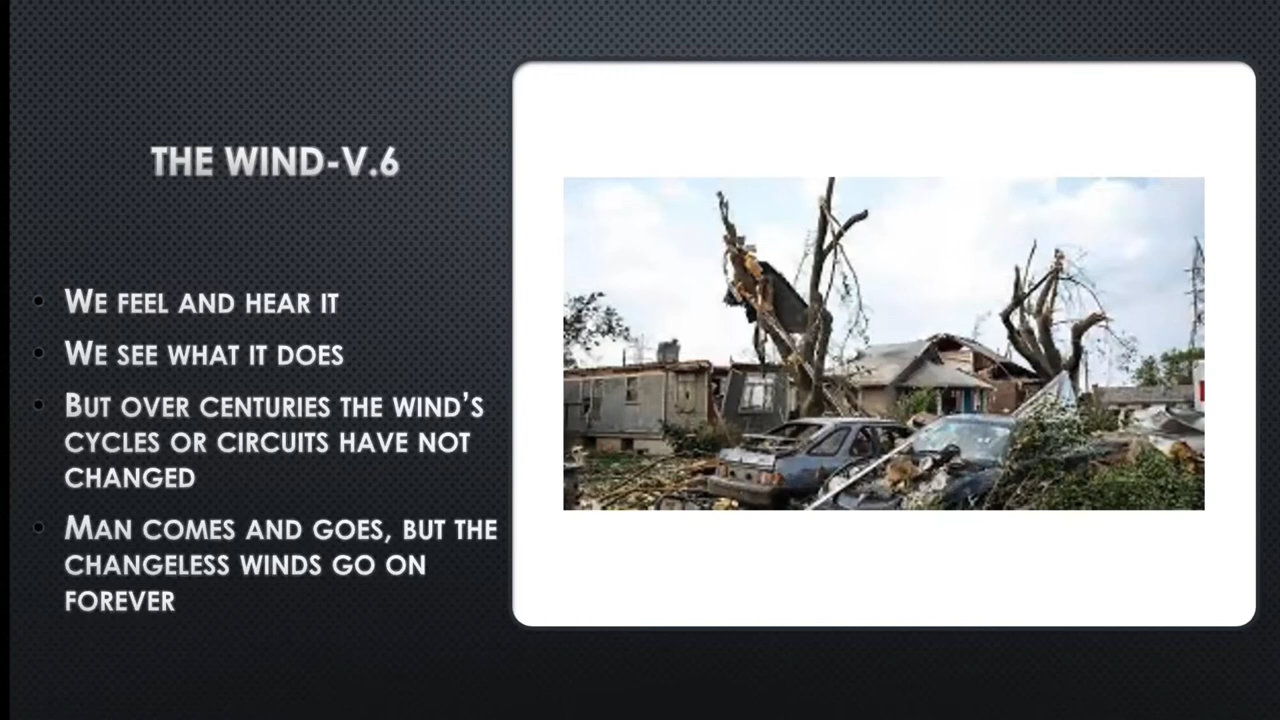 THE WIND-V.6
WE FEEL AND HEAR IT
WE SEE WHAT IT DOES
BUT OVER CENTURIES THE WIND'S
CYCLES OR CIRCUITS HAVE NOT
CHANGED
MAN COMES AND GOES, BUT THE
CHANGELESS WINDS GO ON
FOREVER